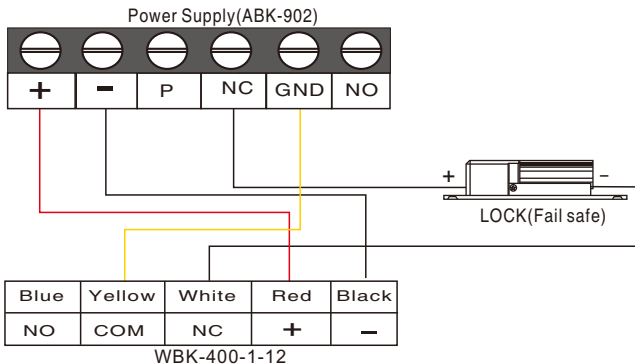 Power Supply(ABK-902)
+ − P NC GND NO
+ −
LOCK(Fail safe)
Blue Yellow White Red Black
NO COM NC + −
WBK-400-1-12